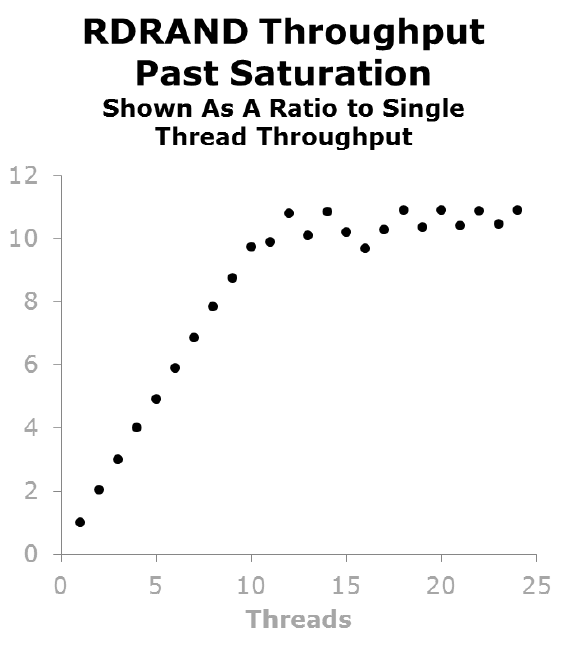 RDRAND Throughput
Past Saturation
Shown As A Ratio to Single
Thread Throughput
12
10
8
6
4
2
0
0 5 10 15 20 25
Threads